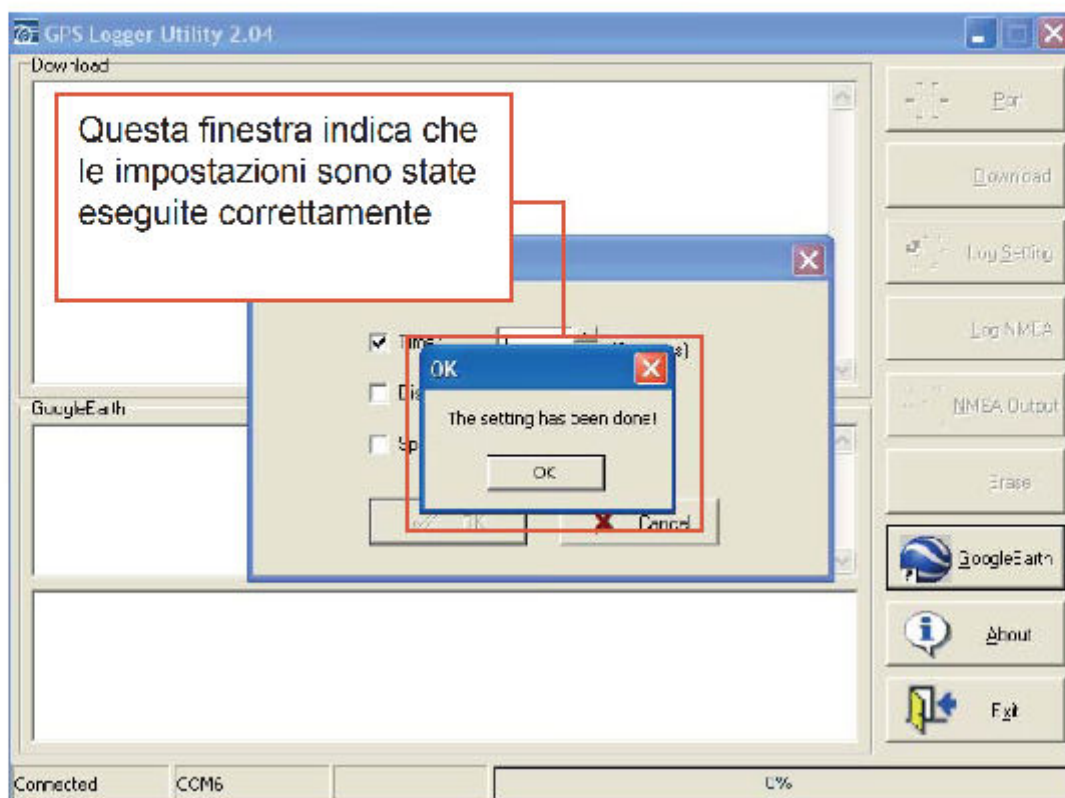 GPS Logger Utility 2.04
Download
Questa finestra indica che
le impostazioni sono state
eseguite correttamente
Port
Download
Log Setting
Log NMEA
NMEA Output
Erase
GoogleEarth
About
Exit
Time
OK
The setting has been done!
OK
OK
Cancel
GoogleEarth
Connected
COM6
0%